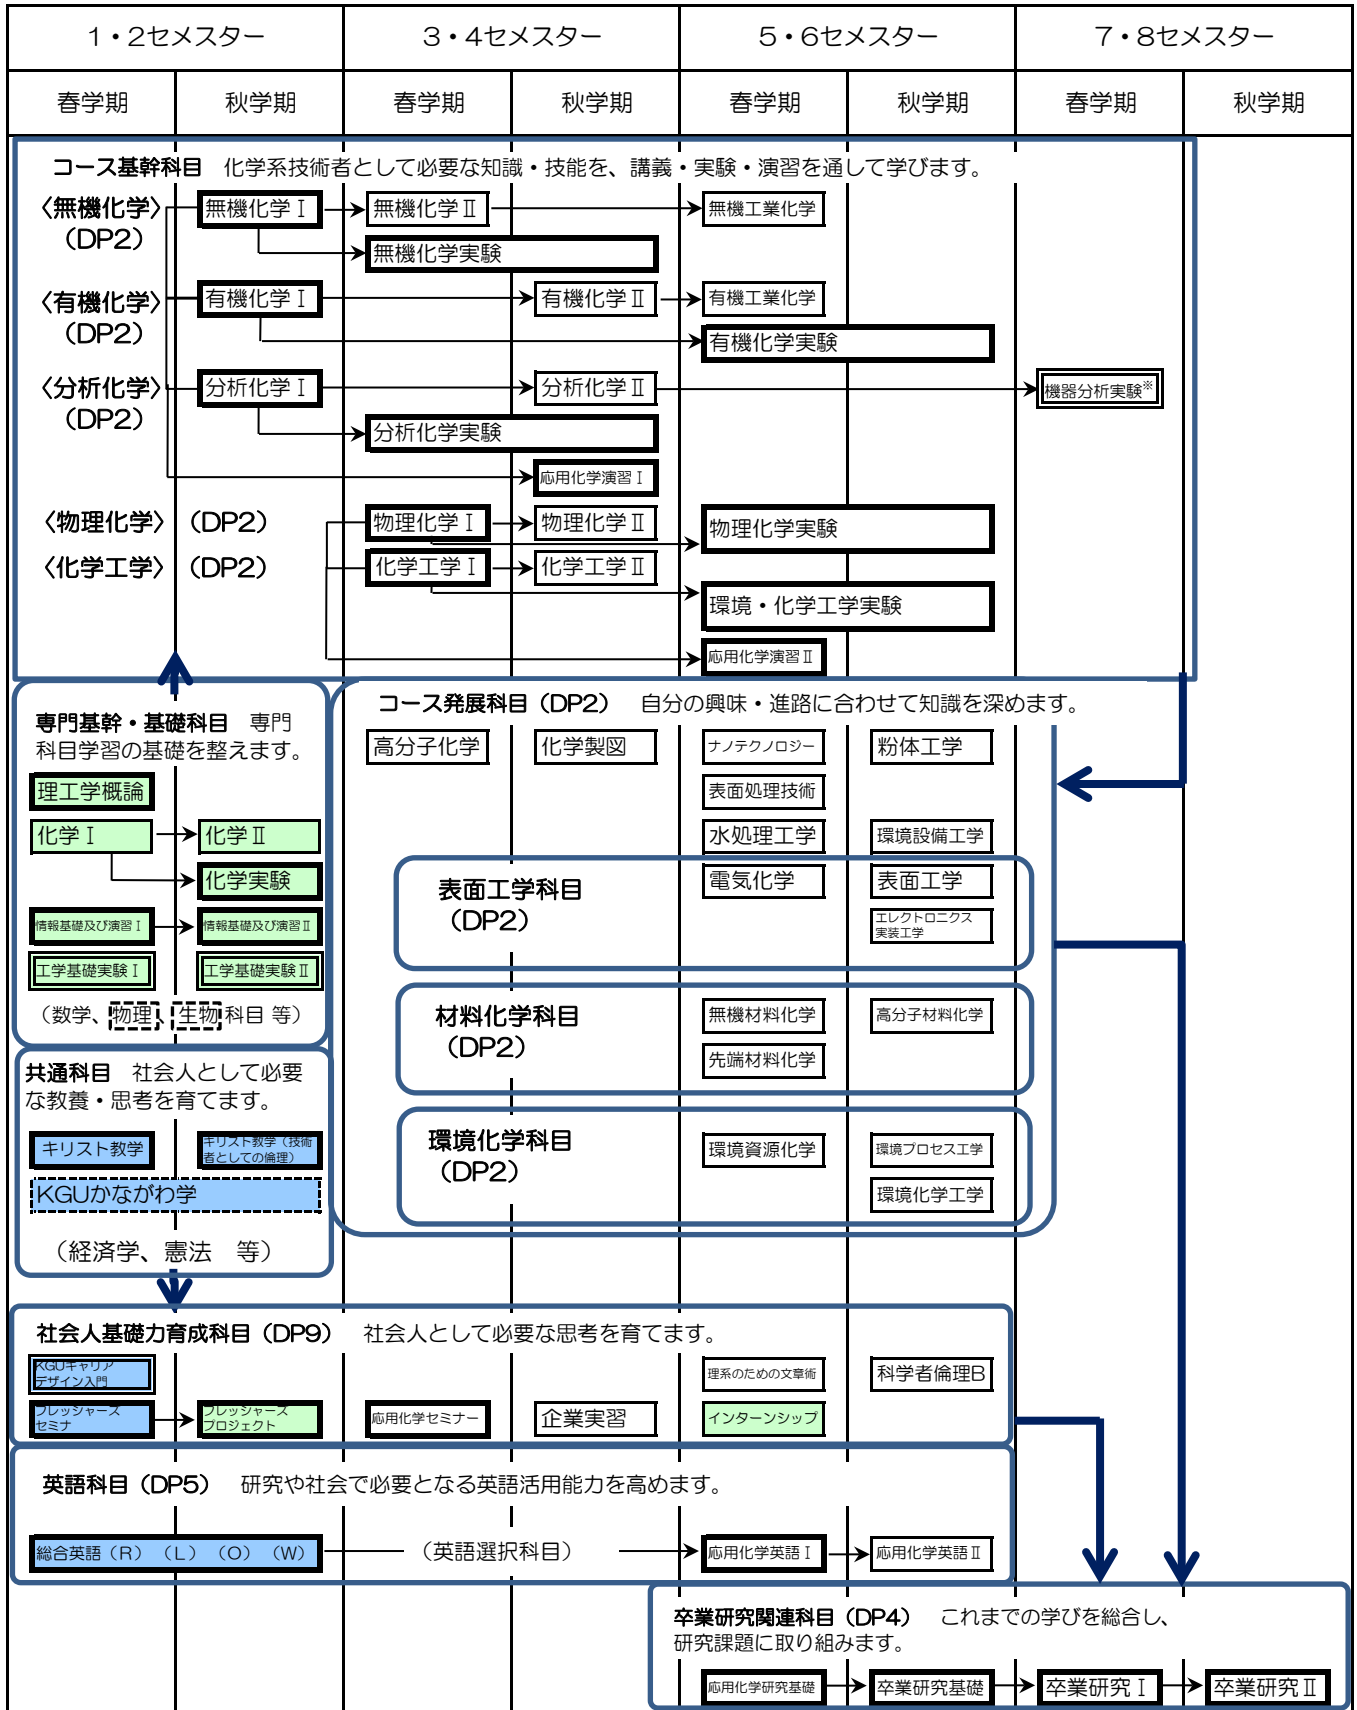 1・2セメスター
3・4セメスター
5・6セメスター
7・8セメスター
春学期
秋学期
春学期
秋学期
春学期
秋学期
春学期
秋学期
コース基幹科目　化学系技術者として必要な知識・技能を、講義・実験・演習を通して学びます。
〈無機化学〉
（DP2）
無機化学Ⅰ
無機化学Ⅱ
無機工業化学
無機化学実験
〈有機化学〉
（DP2）
有機化学Ⅰ
有機化学Ⅱ
有機工業化学
有機化学実験
〈分析化学〉
（DP2）
分析化学Ⅰ
分析化学Ⅱ
機器分析実験※
分析化学実験
応用化学演習Ⅰ
〈物理化学〉（DP2）
物理化学Ⅰ
物理化学Ⅱ
物理化学実験
〈化学工学〉（DP2）
化学工学Ⅰ
化学工学Ⅱ
環境・化学工学実験
応用化学演習Ⅱ
専門基幹・基礎科目　専門
科目学習の基礎を整えます。
理工学概論
化学Ⅰ
化学Ⅱ
化学実験
情報基礎及び演習Ⅰ
情報基礎及び演習Ⅱ
工学基礎実験Ⅰ
工学基礎実験Ⅱ
（数学、物理、生物科目 等）
コース発展科目（DP2）　自分の興味・進路に合わせて知識を深めます。
高分子化学
化学製図
ナノテクノロジー
粉体工学
表面処理技術
水処理工学
環境設備工学
表面工学科目
（DP2）
電気化学
表面工学
エレクトロニクス
実装工学
材料化学科目
（DP2）
無機材料化学
高分子材料化学
先端材料化学
環境化学科目
（DP2）
環境資源化学
環境プロセス工学
環境化学工学
共通科目　社会人として必要
な教養・思考を育てます。
キリスト教学
キリスト教学（技術
者としての倫理）
KGUかながわ学
（経済学、憲法　等）
社会人基礎力育成科目（DP9）　社会人として必要な思考を育てます。
KGUキャリア
デザイン入門
理系のための文章術
科学者倫理B
フレッシャーズ
セミナ
フレッシャーズ
プロジェクト
応用化学セミナー
企業実習
インターンシップ
英語科目（DP5）　研究や社会で必要となる英語活用能力を高めます。
総合英語（R）（L）（O）（W）
（英語選択科目）
応用化学英語Ⅰ
応用化学英語Ⅱ
卒業研究関連科目（DP4）　これまでの学びを総合し、
研究課題に取り組みます。
応用化学研究基礎
卒業研究基礎
卒業研究Ⅰ
卒業研究Ⅱ